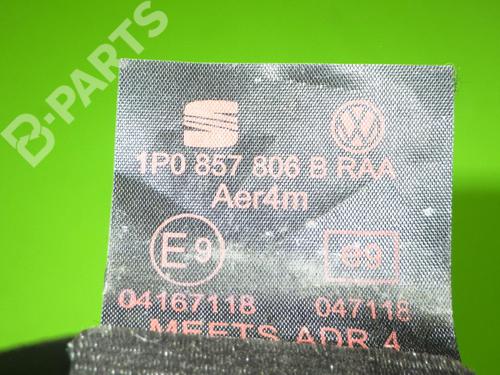 B-PARTS
1P0 857 806 B RAA
Aer4m
E9 e9
04167118 047118
MEETS ADR 4